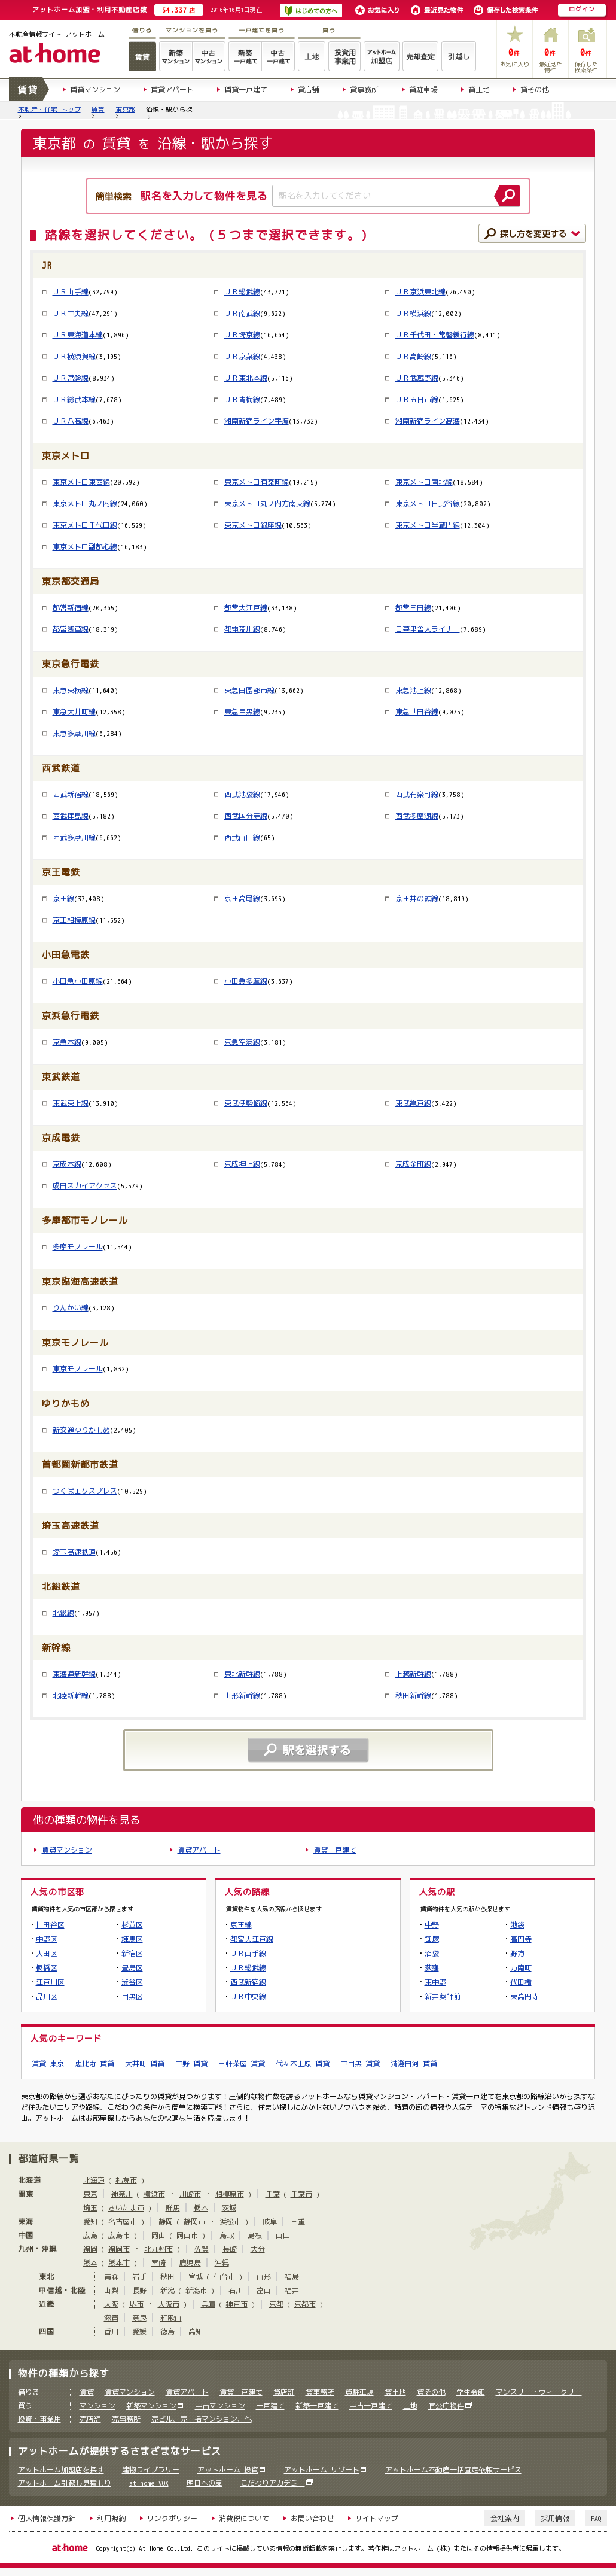 アットホーム加盟・利用不動産店数 54,337店 2016年10月1日現在 はじめての方へ お気に入り 最近見た物件 保存した検索条件 ログイン
不動産情報サイト アットホーム
at home
借りる マンションを買う 一戸建てを買う 買う
賃貸 新築マンション 中古マンション 新築一戸建て 中古一戸建て 土地 投資用事業用 アットホーム加盟店 売却査定 引越し
0件 お気に入り 0件 最近見た物件 0件 保存した検索条件
賃貸 賃貸マンション 賃貸アパート 賃貸一戸建て 貸店舗 貸事務所 貸駐車場 貸土地 貸その他
不動産・住宅 トップ > 賃貸 > 東京都 > 沿線・駅から探す
東京都 の 賃貸 を 沿線・駅から探す
簡単検索 駅名を入力して物件を見る 駅名を入力してください
路線を選択してください。(5つまで選択できます。)
探し方を変更する
JR
JR山手線(32,799) JR総武線(43,721) JR京浜東北線(26,490)
JR中央線(47,291) JR南武線(9,622) JR横浜線(12,002)
JR東海道本線(1,896) JR埼京線(16,664) JR千代田・常磐緩行線(8,411)
JR横須賀線(3,195) JR京葉線(4,438) JR高崎線(5,116)
JR常磐線(8,934) JR東北本線(5,116) JR武蔵野線(5,346)
JR総武本線(7,678) JR青梅線(7,489) JR五日市線(1,625)
JR八高線(6,463) 湘南新宿ライン宇須(13,732) 湘南新宿ライン高海(12,434)
東京メトロ
東京メトロ東西線(20,592) 東京メトロ有楽町線(19,215) 東京メトロ南北線(18,584)
東京メトロ丸ノ内線(24,060) 東京メトロ丸ノ内方南支線(5,774) 東京メトロ日比谷線(20,802)
東京メトロ千代田線(16,529) 東京メトロ銀座線(10,563) 東京メトロ半蔵門線(12,304)
東京メトロ副都心線(16,183)
東京都交通局
都営新宿線(20,365) 都営大江戸線(33,138) 都営三田線(21,406)
都営浅草線(18,319) 都電荒川線(8,746) 日暮里舎人ライナー(7,689)
東京急行電鉄
東急東横線(11,640) 東急田園都市線(13,662) 東急池上線(12,868)
東急大井町線(12,358) 東急目黒線(9,235) 東急世田谷線(9,075)
東急多摩川線(6,284)
西武鉄道
西武新宿線(18,569) 西武池袋線(17,946) 西武有楽町線(3,758)
西武拝島線(5,182) 西武国分寺線(5,470) 西武多摩湖線(5,173)
西武多摩川線(6,662) 西武山口線(65)
京王電鉄
京王線(37,408) 京王高尾線(3,695) 京王井の頭線(18,819)
京王相模原線(11,552)
小田急電鉄
小田急小田原線(21,664) 小田急多摩線(3,637)
京浜急行電鉄
京急本線(9,005) 京急空港線(3,181)
東武鉄道
東武東上線(13,910) 東武伊勢崎線(12,564) 東武亀戸線(3,422)
京成電鉄
京成本線(12,608) 京成押上線(5,784) 京成金町線(2,947)
成田スカイアクセス(5,579)
多摩都市モノレール
多摩モノレール(11,544)
東京臨海高速鉄道
りんかい線(3,128)
東京モノレール
東京モノレール(1,832)
ゆりかもめ
新交通ゆりかもめ(2,405)
首都圏新都市鉄道
つくばエクスプレス(10,529)
埼玉高速鉄道
埼玉高速鉄道(1,456)
北総鉄道
北総線(1,957)
新幹線
東海道新幹線(1,344) 東北新幹線(1,788) 上越新幹線(1,788)
北陸新幹線(1,788) 山形新幹線(1,788) 秋田新幹線(1,788)
駅を選択する
他の種類の物件を見る
賃貸マンション 賃貸アパート 賃貸一戸建て
人気の市区郡
賃貸物件を人気の市区郡から探せます
・世田谷区 ・杉並区
・中野区 ・練馬区
・大田区 ・新宿区
・板橋区 ・豊島区
・江戸川区 ・渋谷区
・品川区 ・目黒区
人気の路線
賃貸物件を人気の路線から探せます
・京王線
・都営大江戸線
・JR山手線
・JR総武線
・西武新宿線
・JR中央線
人気の駅
賃貸物件を人気の駅から探せます
・中野 ・池袋
・笹塚 ・高円寺
・沼袋 ・野方
・荻窪 ・方南町
・東中野 ・代田橋
・新井薬師前 ・東高円寺
人気のキーワード
賃貸 東京 恵比寿 賃貸 大井町 賃貸 中野 賃貸 三軒茶屋 賃貸 代々木上原 賃貸 中目黒 賃貸 清澄白河 賃貸
東京都の路線から選ぶあなたにぴったりの賃貸が見つかります!圧倒的な物件数を誇るアットホームなら賃貸マンション・アパート・賃貸一戸建てを東京都の路線沿いから探すなど住みたいエリアや路線、こだわりの条件から簡単に検索可能!さらに、住まい探しにかかせないノウハウを始め、話題の街の情報や人気テーマの特集などトレンド情報も盛り沢山。アットホームはお部屋探しからあなたの快適な生活を応援します!
都道府県一覧
北海道 北海道 ( 札幌市 )
関東 東京 神奈川 ( 横浜市 ・ 川崎市 ・ 相模原市 ) 千葉 ( 千葉市 )
埼玉 ( さいたま市 ) 群馬 栃木 茨城
東海 愛知 ( 名古屋市 ) 静岡 ( 静岡市 ・ 浜松市 ) 岐阜 三重
中国 広島 ( 広島市 ) 岡山 ( 岡山市 ) 鳥取 島根 山口
九州・沖縄 福岡 ( 福岡市 ・ 北九州市 ) 佐賀 長崎 大分
熊本 ( 熊本市 ) 宮崎 鹿児島 沖縄
東北 青森 岩手 秋田 宮城 ( 仙台市 ) 山形 福島
甲信越・北陸 山梨 長野 新潟 ( 新潟市 ) 石川 富山 福井
近畿 大阪 ( 堺市 ・ 大阪市 ) 兵庫 ( 神戸市 ) 京都 ( 京都市 )
滋賀 奈良 和歌山
四国 香川 愛媛 徳島 高知
物件の種類から探す
借りる 賃貸 賃貸マンション 賃貸アパート 賃貸一戸建て 貸店舗 貸事務所 貸駐車場 貸土地 貸その他 学生会館 マンスリー・ウィークリー
買う マンション 新築マンション 中古マンション 一戸建て 新築一戸建て 中古一戸建て 土地 官公庁物件
投資・事業用 売店舗 売事務所 売ビル、売一括マンション、他
アットホームが提供するさまざまなサービス
アットホーム加盟店を探す 建物ライブラリー アットホーム 投資 アットホーム リゾート アットホーム不動産一括査定依頼サービス
アットホーム引越し見積もり at home VOX 明日への扉 こだわりアカデミー
個人情報保護方針 利用規約 リンクポリシー 消費税について お問い合わせ サイトマップ 会社案内 採用情報 FAQ
at home Copyright(c) At Home Co.,Ltd. このサイトに掲載している情報の無断転載を禁止します。著作権はアットホーム(株)またはその情報提供者に帰属します。